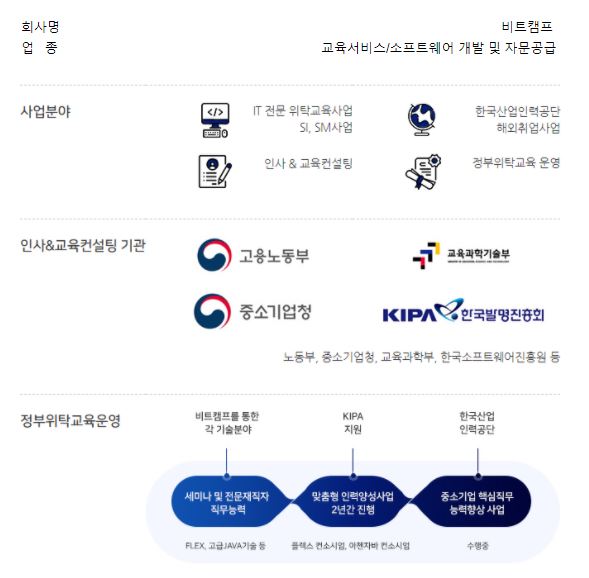 회사명 비트캠프
업 종 교육서비스/소프트웨어 개발 및 자문공급
사업분야
</>
IT 전문 위탁교육사업
SI, SM사업
한국산업인력공단
해외취업사업
인사 & 교육컨설팅
정부위탁교육 운영
인사&교육컨설팅 기관
고용노동부
교육과학기술부
중소기업청
KIPA 한국발명진흥회
노동부, 중소기업청, 교육과학부, 한국소프트웨어진흥원 등
정부위탁교육운영
비트캠프를 통한
각 기술분야
KIPA
지원
한국산업
인력공단
세미나 및 전문재직자
직무능력
맞춤형 인력양성사업
2년간 진행
중소기업 핵심직무
능력향상 사업
FLEX, 고급JAVA기술 등
플렉스 컨소시엄, 아젠자바 컨소시엄
수행중